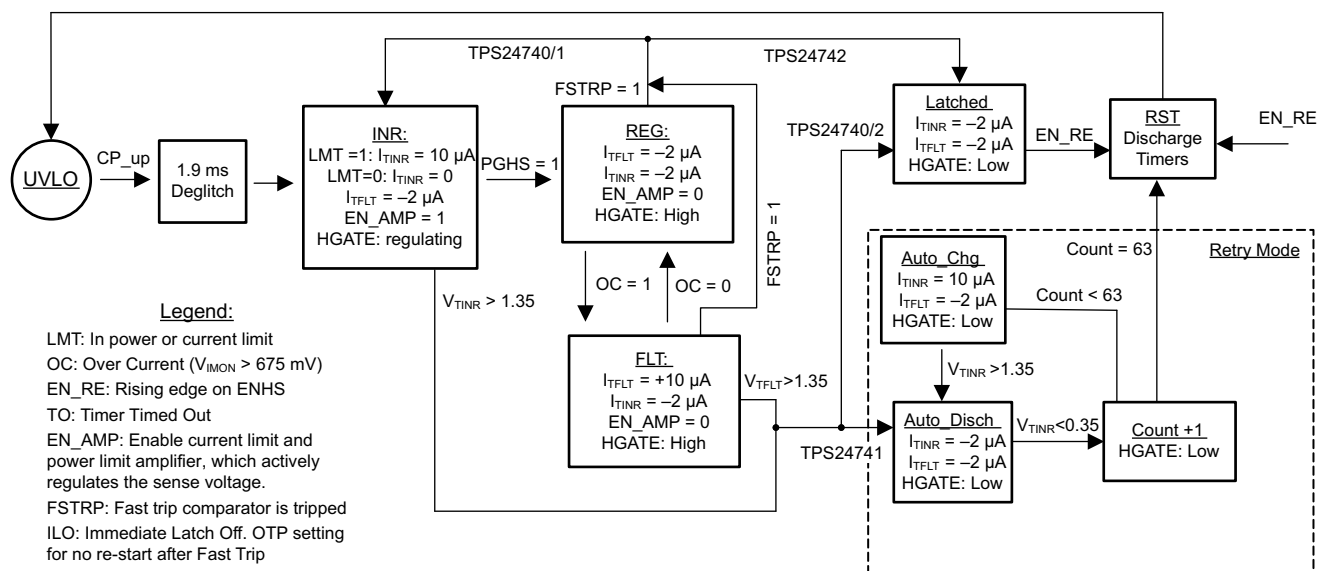 TPS24740/1
TPS24742
FSTRP = 1
CP_up
UVLO
1.9 ms
Deglitch
INR:
LMT =1: I_TINR = 10 µA
LMT=0: I_TINR = 0
I_TFLT = –2 µA
EN_AMP = 1
HGATE: regulating
PGHS = 1
REG:
I_TFLT = –2 µA
I_TINR = –2 µA
EN_AMP = 0
HGATE: High
FSTRP = 1
TPS24740/2
Latched
I_TINR = –2 µA
I_TFLT = –2 µA
HGATE: Low
EN_RE
RST
Discharge
Timers
EN_RE
OC = 1
OC = 0
V_TINR > 1.35
FLT:
I_TFLT = +10 µA
I_TINR = –2 µA
EN_AMP = 0
HGATE: High
V_TFLT>1.35
TPS24741
Retry Mode
Auto_Chg
I_TINR = 10 µA
I_TFLT = –2 µA
HGATE: Low
Count = 63
Count < 63
V_TINR >1.35
Auto_Disch
I_TINR = –2 µA
I_TFLT = –2 µA
HGATE: Low
V_TINR<0.35
Count +1
HGATE: Low
Legend:
LMT: In power or current limit
OC: Over Current (V_IMON > 675 mV)
EN_RE: Rising edge on ENHS
TO: Timer Timed Out
EN_AMP: Enable current limit and
power limit amplifier, which actively
regulates the sense voltage.
FSTRP: Fast trip comparator is tripped
ILO: Immediate Latch Off. OTP setting
for no re-start after Fast Trip